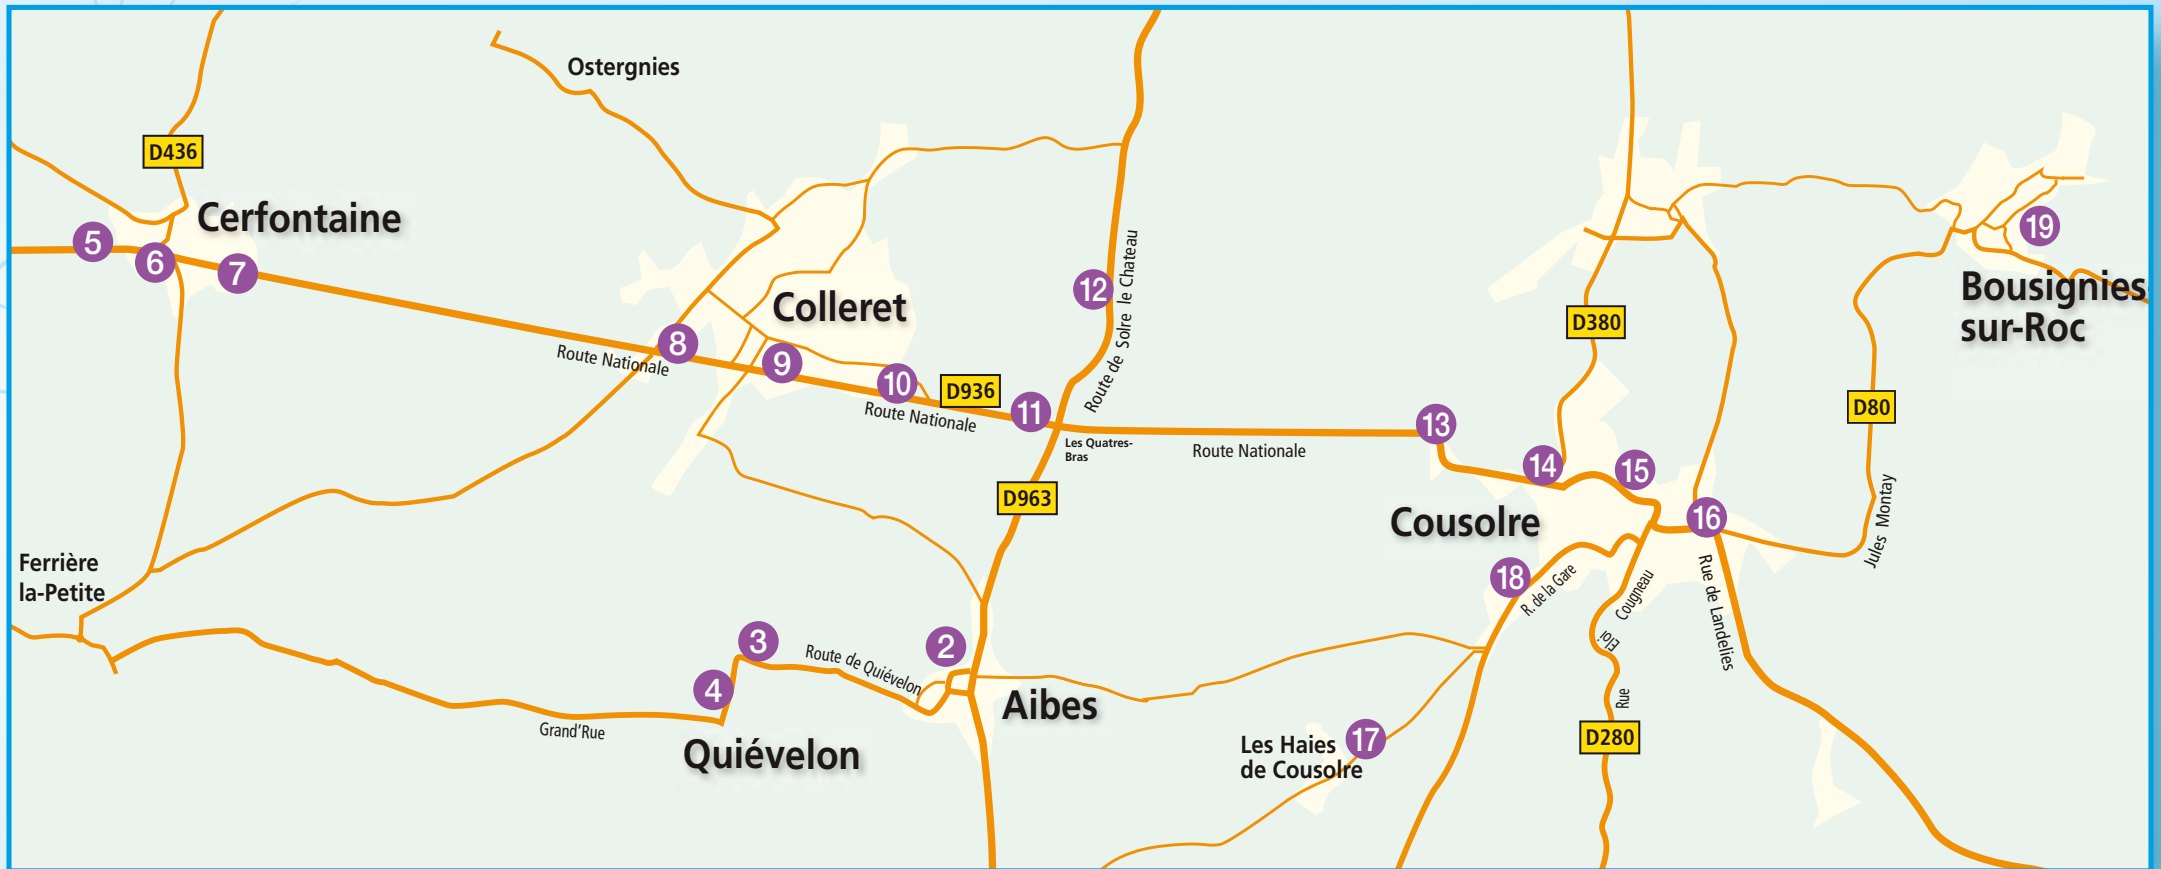 Ostergnies
D436
Cerfontaine
5
6
7
Colleret
8
9
10
Route Nationale
Route Nationale
D936
11
12
Route de Solre le Chateau
Les Quatres-
Bras
Route Nationale
D963
13
14
15
16
D380
D80
19
Bousignies
sur-Roc
Cousolre
18
R. de la Gare
Rue Eloi Cougneau
Rue de Landelies
Jules Montay
D280
Ferrière
la-Petite
Grand'Rue
4
3
Route de Quiévelon
2
Quiévelon
Aibes
Les Haies
de Cousolre
17